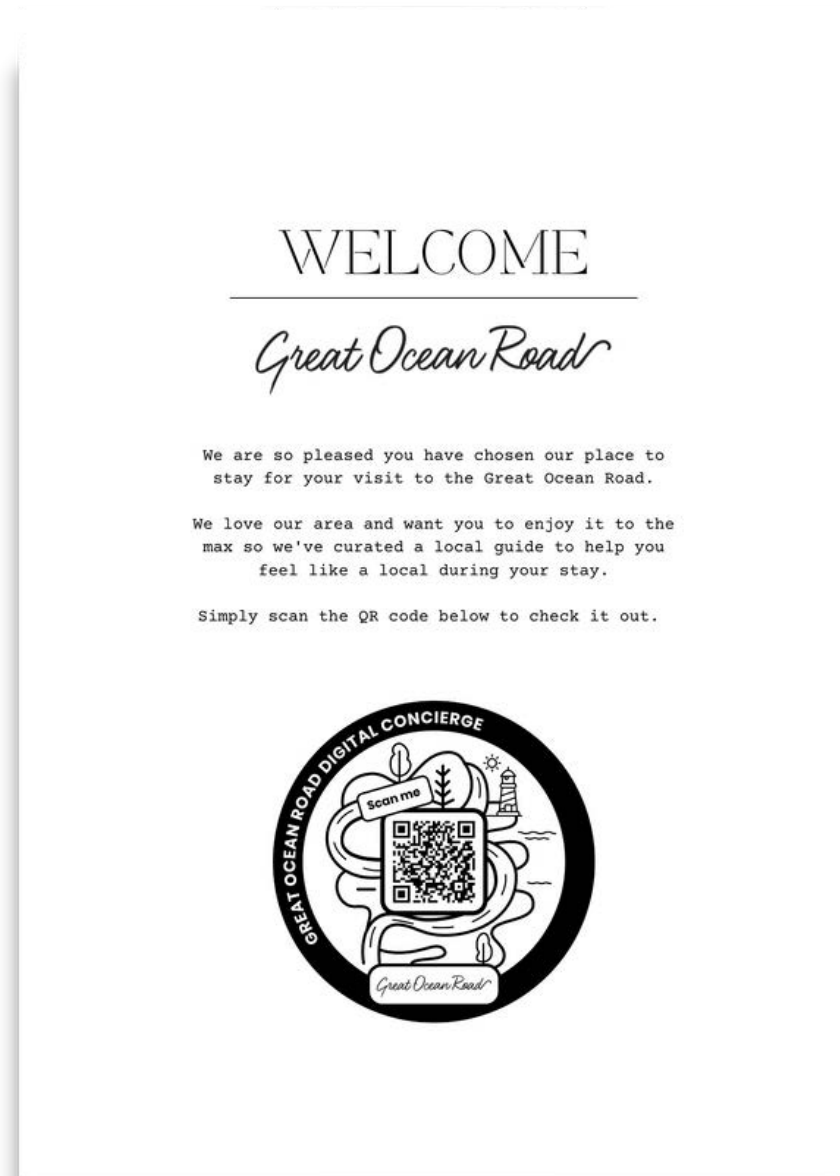 WELCOME
Great Ocean Road
We are so pleased you have chosen our place to
stay for your visit to the Great Ocean Road.
We love our area and want you to enjoy it to the
max so we've curated a local guide to help you
feel like a local during your stay.
Simply scan the QR code below to check it out.
GREAT OCEAN ROAD DIGITAL CONCIERGE
Scan me
Great Ocean Road